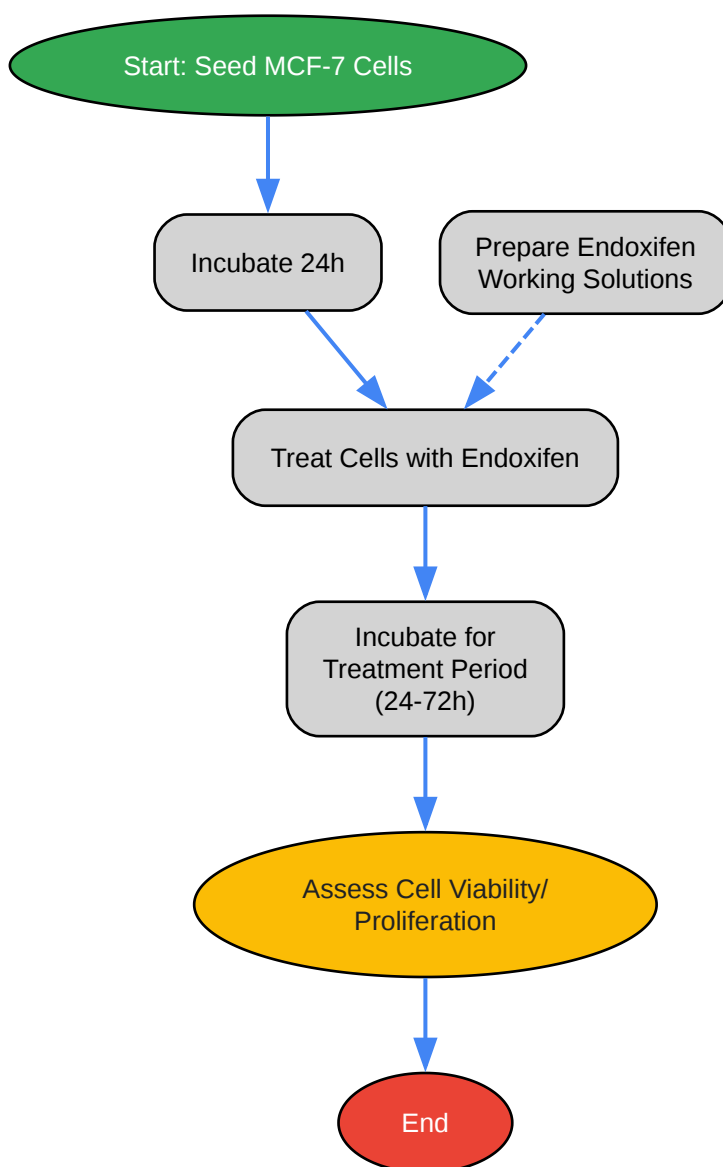 Start: Seed MCF-7 Cells
Incubate 24h
Prepare Endoxifen
Working Solutions
Treat Cells with Endoxifen
Incubate for
Treatment Period
(24-72h)
Assess Cell Viability/
Proliferation
End